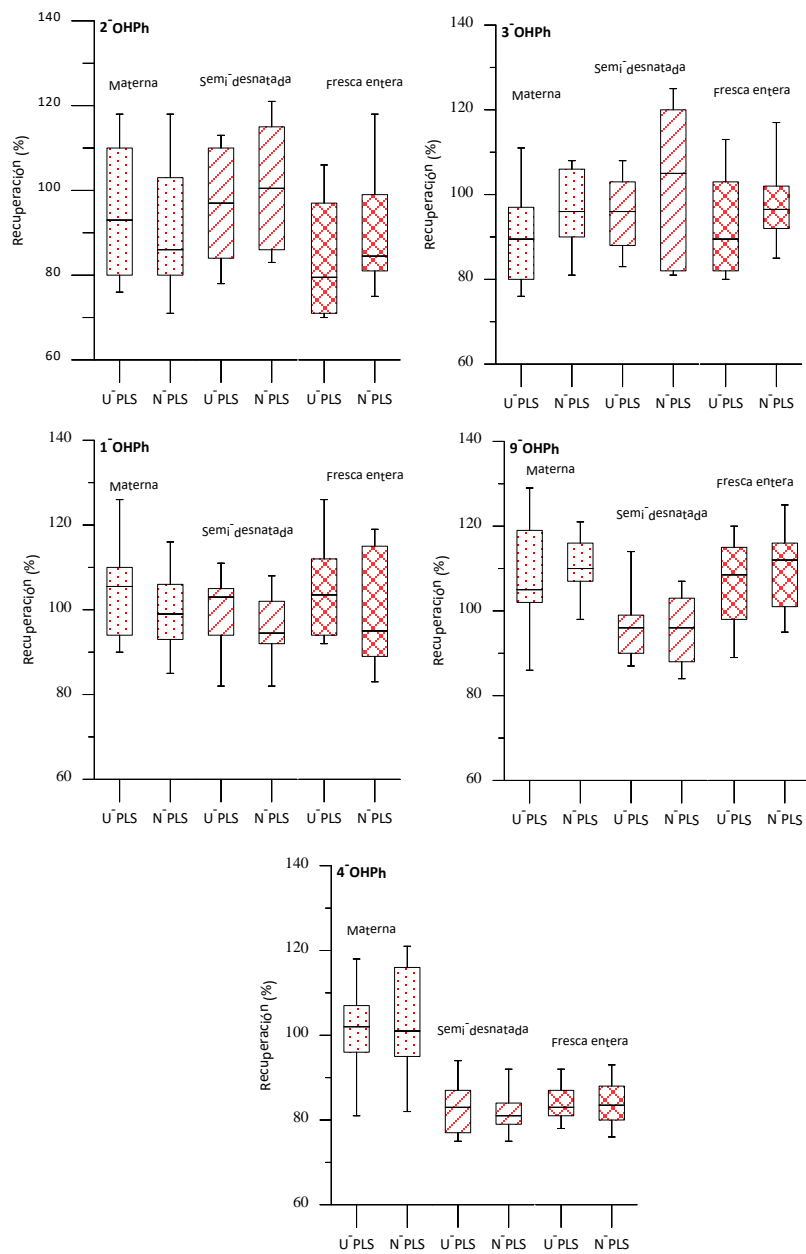 2-OHPh
140
120
100
80
60
Recuperación (%)
Materna
Semi-desnatada
Fresca entera
U-PLS N-PLS U-PLS N-PLS U-PLS N-PLS
3-OHPh
140
120
100
80
60
Recuperación (%)
Materna
Semi-desnatada
Fresca entera
U-PLS N-PLS U-PLS N-PLS U-PLS N-PLS
1-OHPh
140
120
100
80
60
Recuperación (%)
Materna
Semi-desnatada
Fresca entera
U-PLS N-PLS U-PLS N-PLS U-PLS N-PLS
9-OHPh
140
120
100
80
60
Recuperación (%)
Materna
Semi-desnatada
Fresca entera
U-PLS N-PLS U-PLS N-PLS U-PLS N-PLS
4-OHPh
140
120
100
80
60
Recuperación (%)
Materna
Semi-desnatada
Fresca entera
U-PLS N-PLS U-PLS N-PLS U-PLS N-PLS